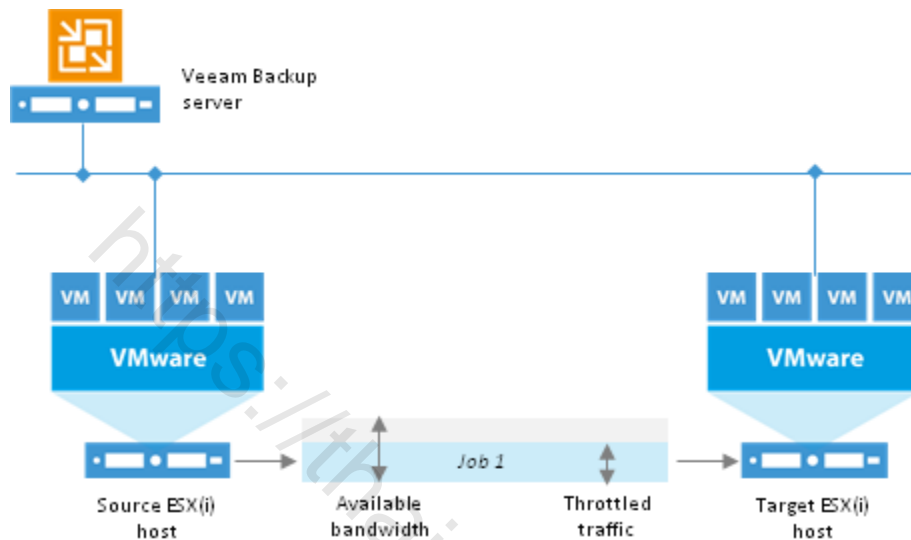 Veeam Backup
server
VM VM VM VM
VMware
VM VM VM VM
VMware
Job 1
Source ESX(i)
host
Available
bandwidth
Throttled
traffic
Target ESX(i)
host